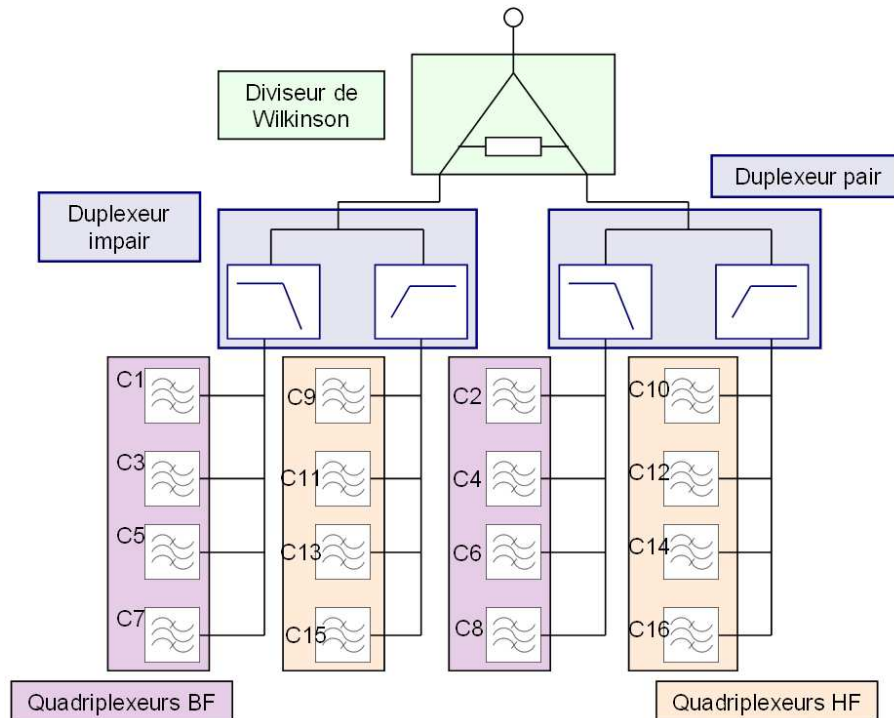 Diviseur de
Wilkinson
Duplexeur pair
Duplexeur
impair
C1
C9
C2
C10
C3
C11
C4
C12
C5
C13
C6
C14
C7
C15
C8
C16
Quadriplexeurs BF
Quadriplexeurs HF